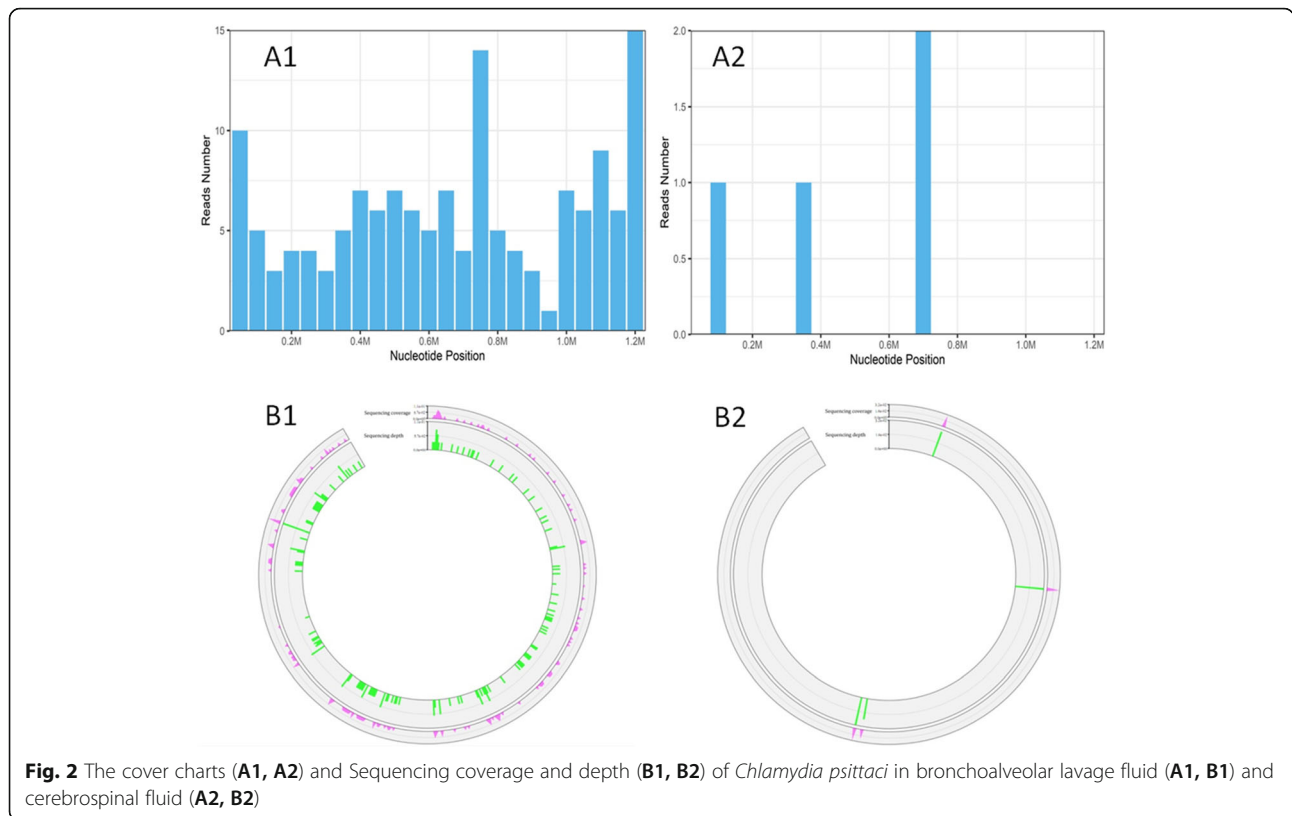 A1
15
10
5
0
Reads Number
0.2M 0.4M 0.6M 0.8M 1.0M 1.2M
Nucleotide Position
A2
2.0
1.5
1.0
0.5
0.0
Reads Number
0.2M 0.4M 0.6M 0.8M 1.0M 1.2M
Nucleotide Position
B1
Sequencing coverage
Sequencing depth
B2
Sequencing coverage
Sequencing depth
Fig. 2 The cover charts (A1, A2) and Sequencing coverage and depth (B1, B2) of Chlamydia psittaci in bronchoalveolar lavage fluid (A1, B1) and
cerebrospinal fluid (A2, B2)